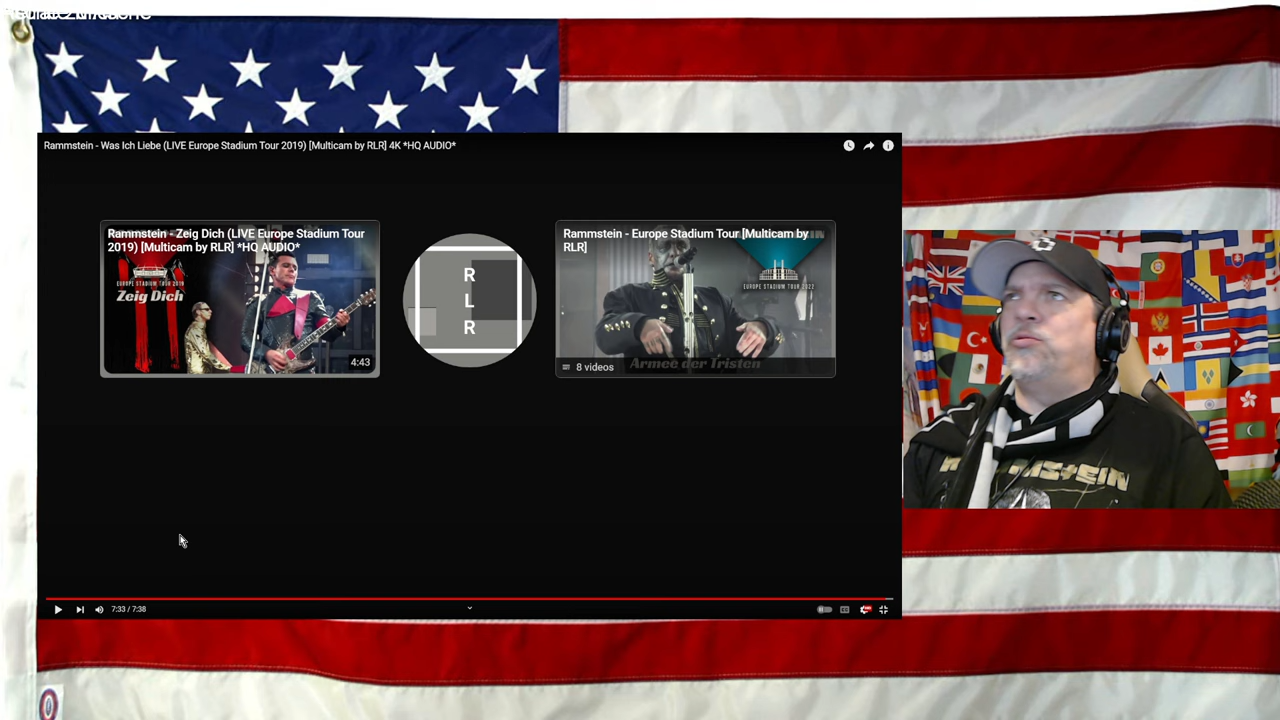 Rammstein - Was Ich Liebe (LIVE Europe Stadium Tour 2019) [Multicam by RLR] 4K *HQ AUDIO*
Rammstein - Zeig Dich (LIVE Europe Stadium Tour
2019) [Multicam by RLR] *HQ AUDIO*
EUROPE STADIUM TOUR 2019
Zeig Dich
4:43
R
L
R
Rammstein - Europe Stadium Tour [Multicam by
RLR]
EUROPE STADIUM TOUR 2022
Armee der Tristen
8 videos
7:33 / 7:38
RAMMSTEIN